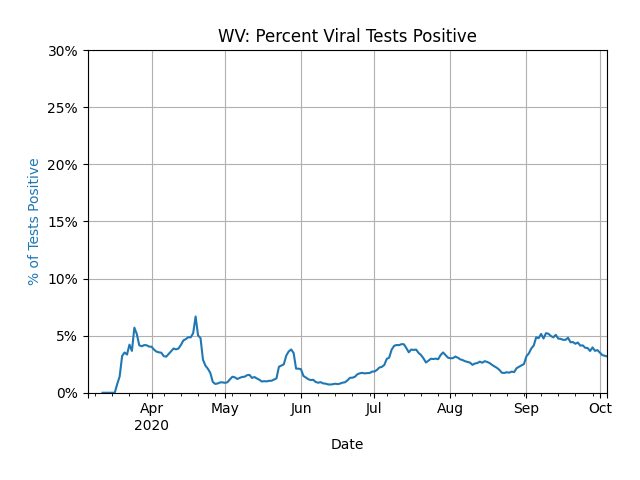 WV: Percent Viral Tests Positive
30%
25%
20%
15%
10%
5%
0%
% of Tests Positive
Apr
2020
May
Jun
Jul
Aug
Sep
Oct
Date